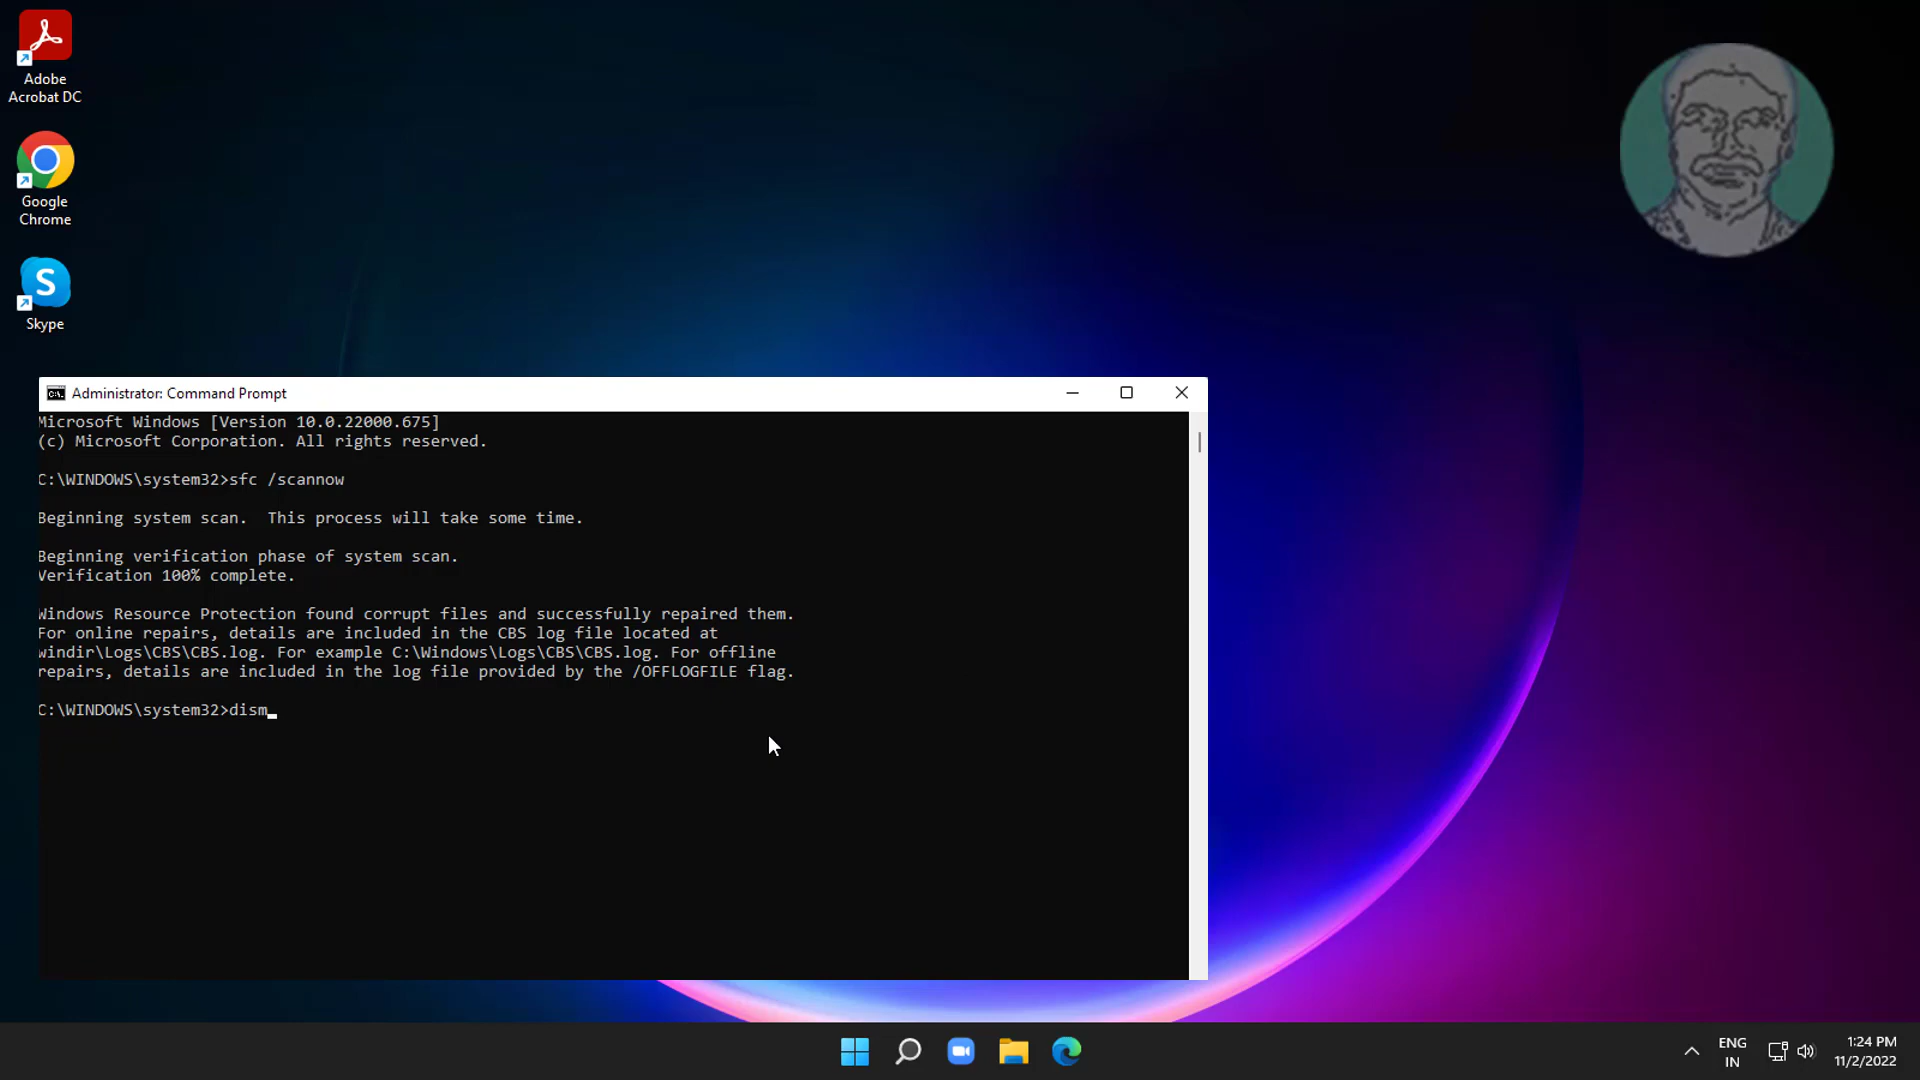 Adobe
Acrobat DC
Google
Chrome
S
Skype
C:\.
Administrator: Command Prompt
Microsoft Windows [Version 10.0.22000.675]
(c) Microsoft Corporation. All rights reserved.
C:\WINDOWS\system32>sfc /scannow
Beginning system scan.  This process will take some time.
Beginning verification phase of system scan.
Verification 100% complete.
Windows Resource Protection found corrupt files and successfully repaired them.
For online repairs, details are included in the CBS log file located at
windir\Logs\CBS\CBS.log. For example C:\Windows\Logs\CBS\CBS.log. For offline
repairs, details are included in the log file provided by the /OFFLOGFILE flag.
C:\WINDOWS\system32>dism
ENG
IN
1:24 PM
11/2/2022